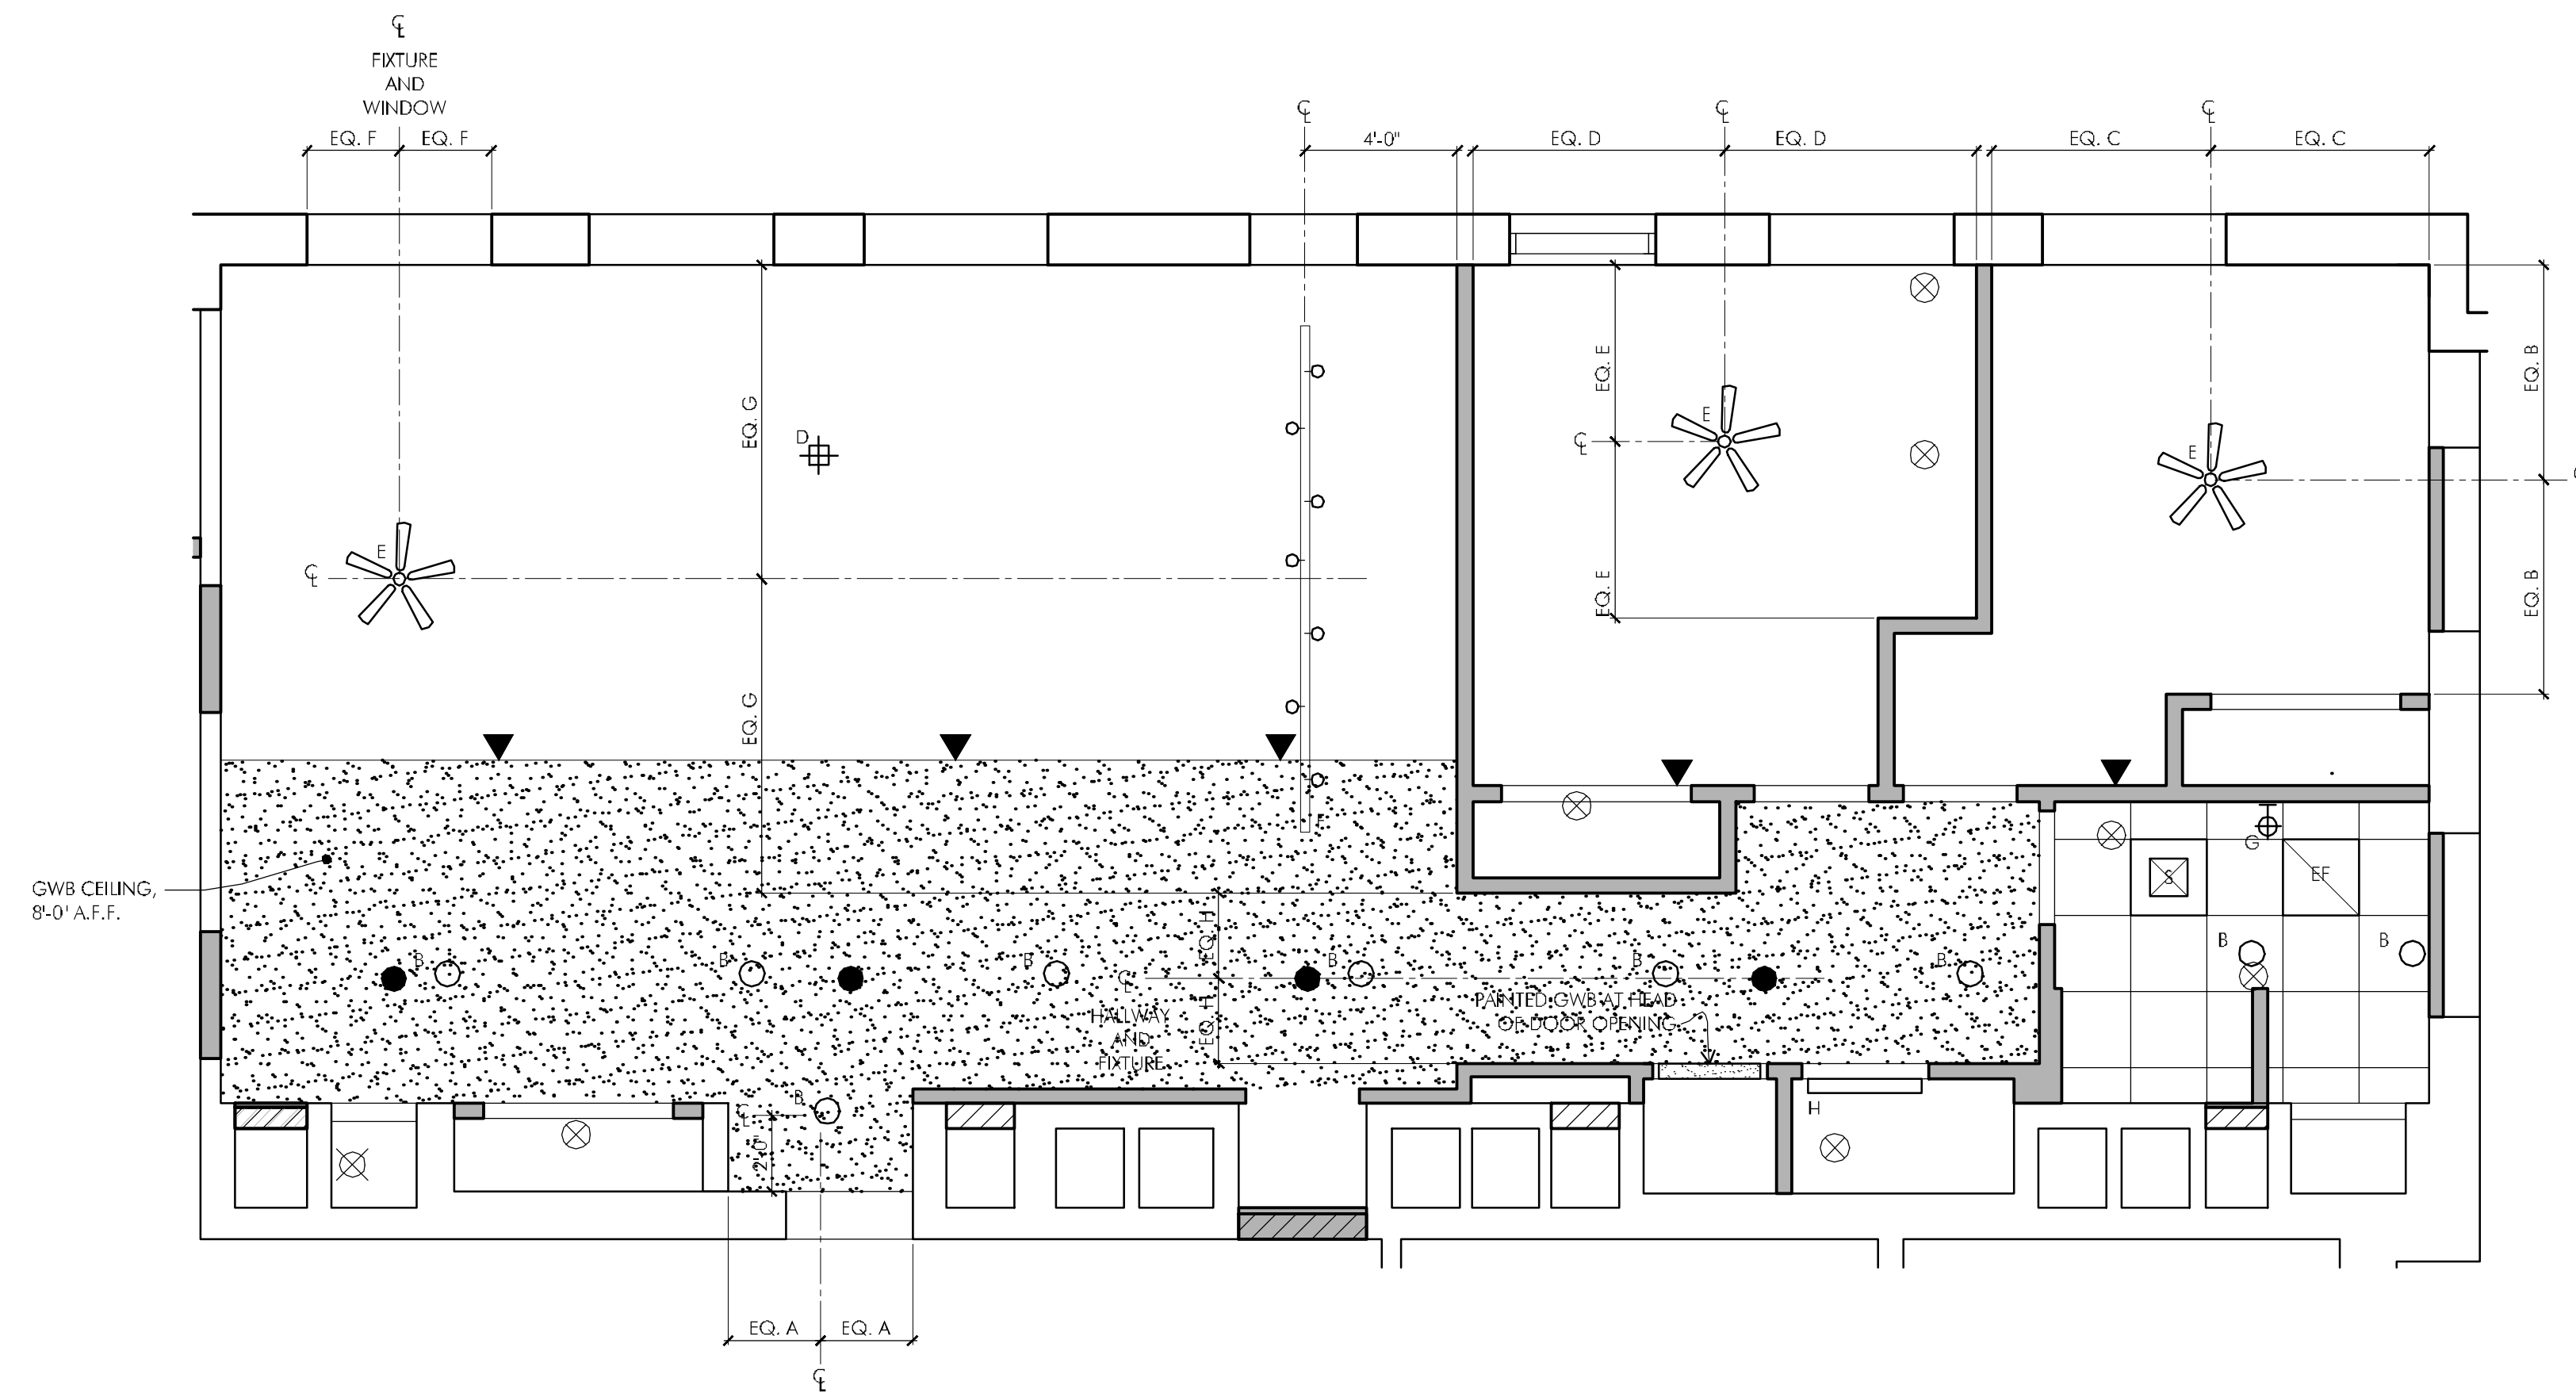 ℄
FIXTURE
AND
WINDOW
EQ. F EQ. F
℄
4'-0"
℄
EQ. D EQ. D
℄
EQ. C EQ. C
EQ. G
D
E
℄
EQ. G
EQ. E
E
℄
EQ. E
E
EQ. B
EQ. B
F
GWB CEILING,
8'-0' A.F.F.
G
S
EF
B B B B B B
B B
EQ. H
℄
HALLWAY
AND
FIXTURE
EQ. H
PAINTED GWB AT HEAD
OF DOOR OPENING
B
℄
2'-0"
H
EQ. A EQ. A
℄